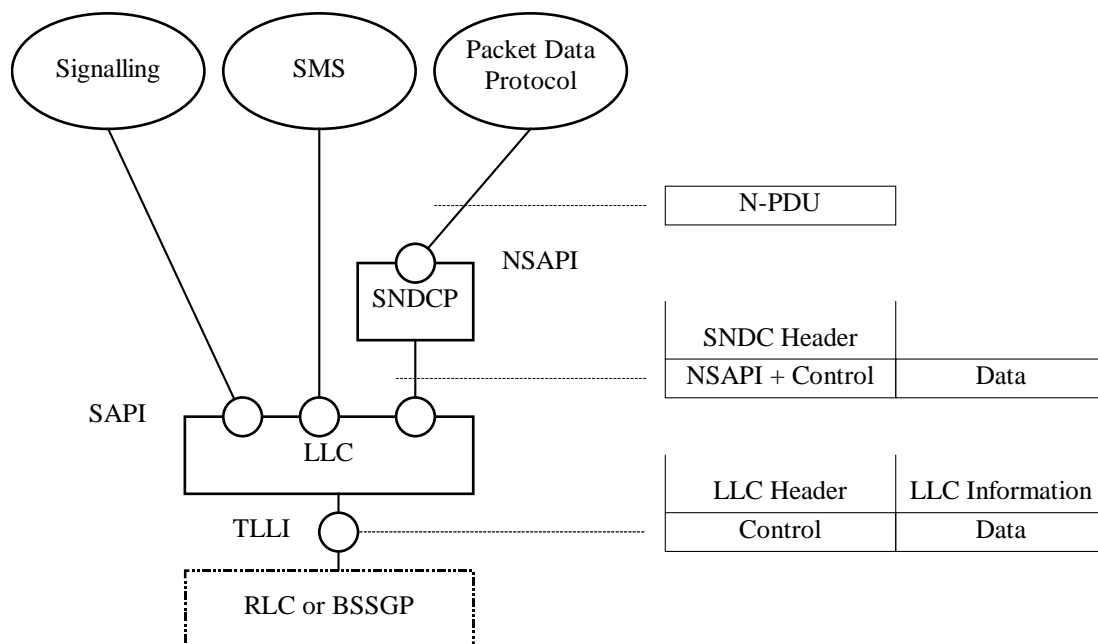 Signalling
SMS
Packet Data
Protocol
N-PDU
NSAPI
SNDCP
SNDC Header
NSAPI + Control
Data
SAPI
LLC
LLC Header
LLC Information
TLLI
Control
Data
RLC or BSSGP